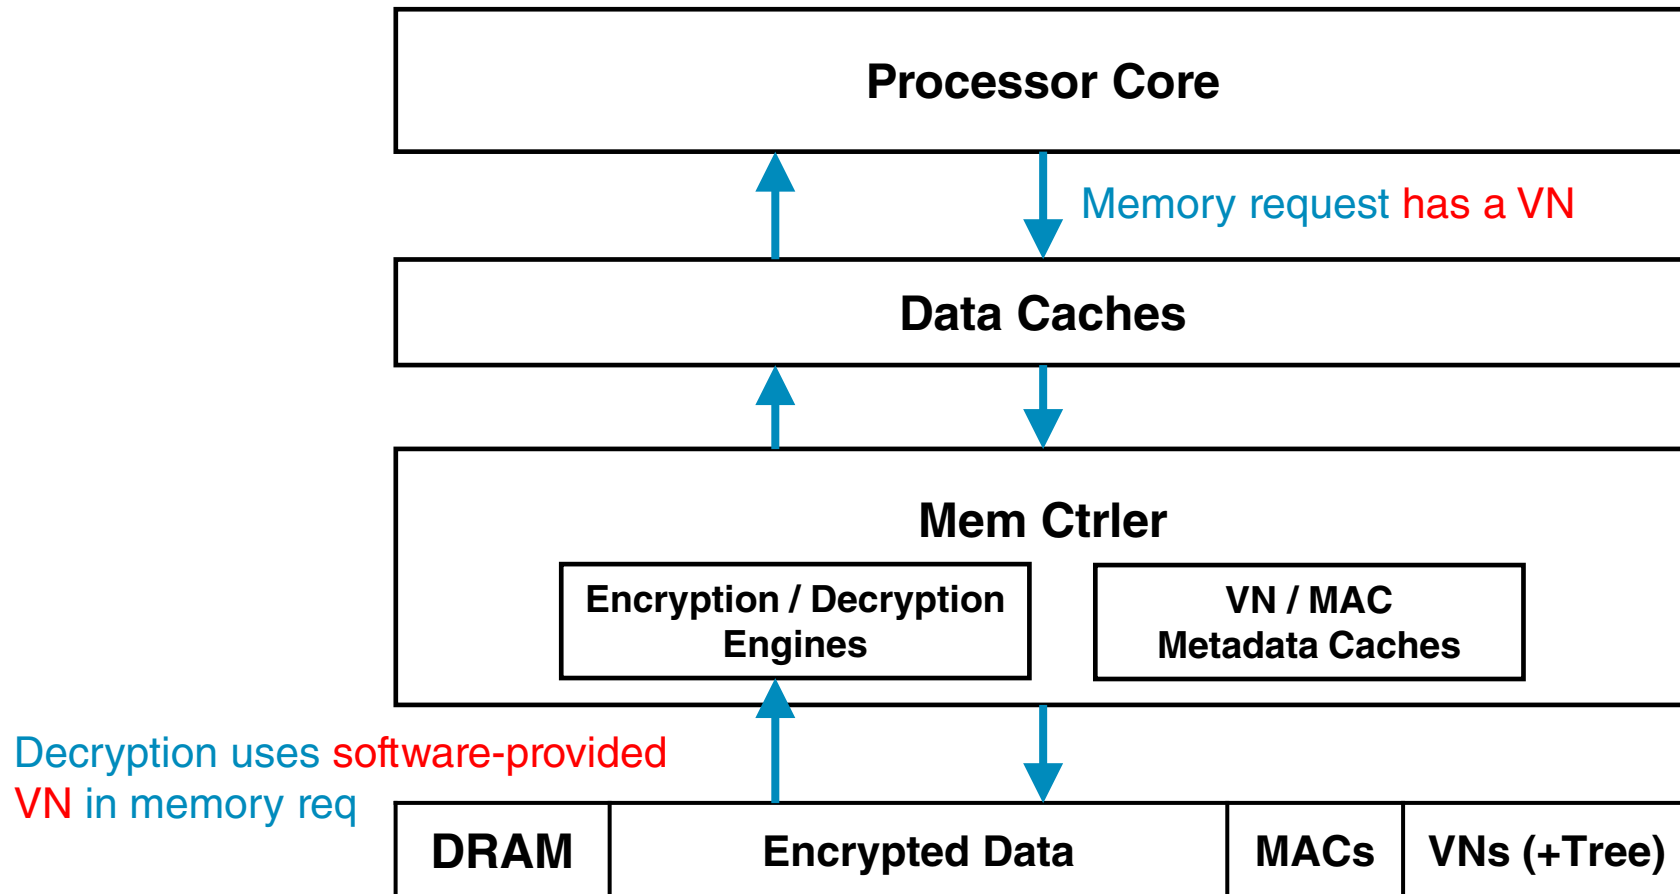 Processor Core
Memory request has a VN
Data Caches
Mem Ctrler
Encryption / Decryption
Engines
VN / MAC
Metadata Caches
Decryption uses software-provided
VN in memory req
DRAM
Encrypted Data
MACs
VNs (+Tree)